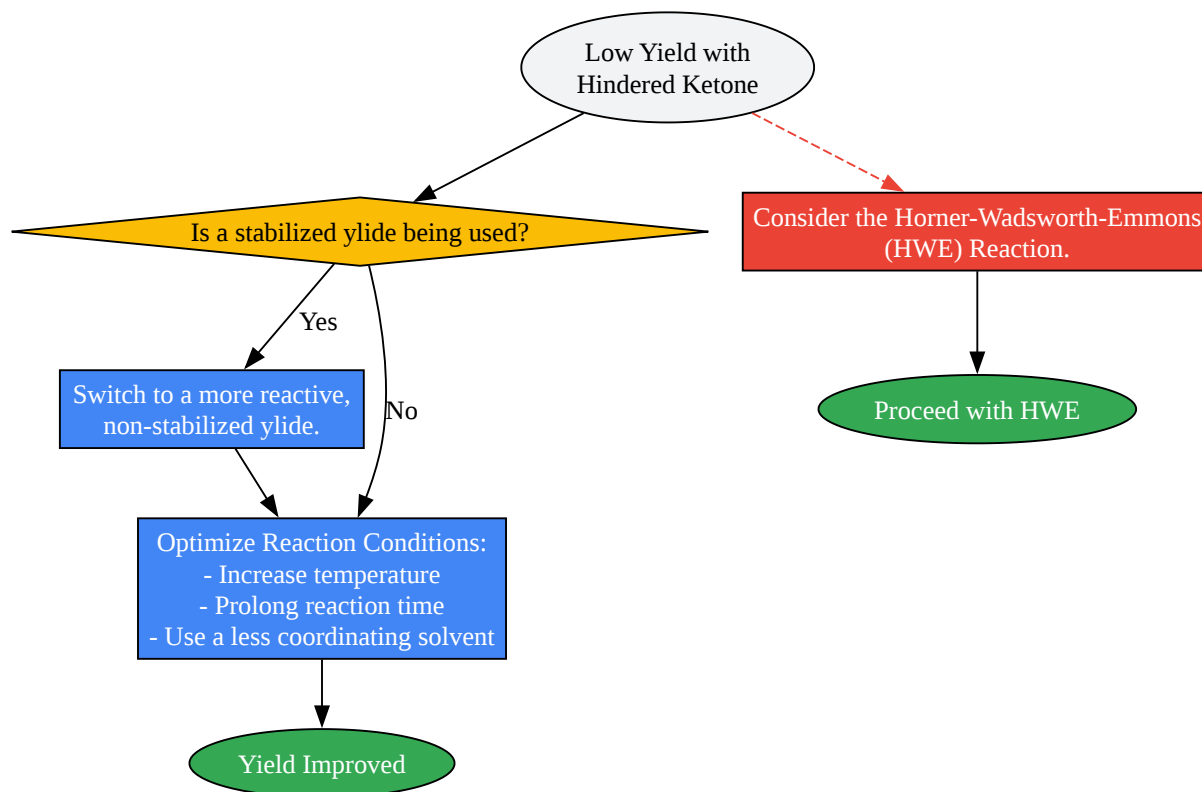 Low Yield with
Hindered Ketone
Is a stabilized ylide being used?
Consider the Horner-Wadsworth-Emmons
(HWE) Reaction.
Yes
Switch to a more reactive,
non-stabilized ylide.
No
Proceed with HWE
Optimize Reaction Conditions:
- Increase temperature
- Prolong reaction time
- Use a less coordinating solvent
Yield Improved